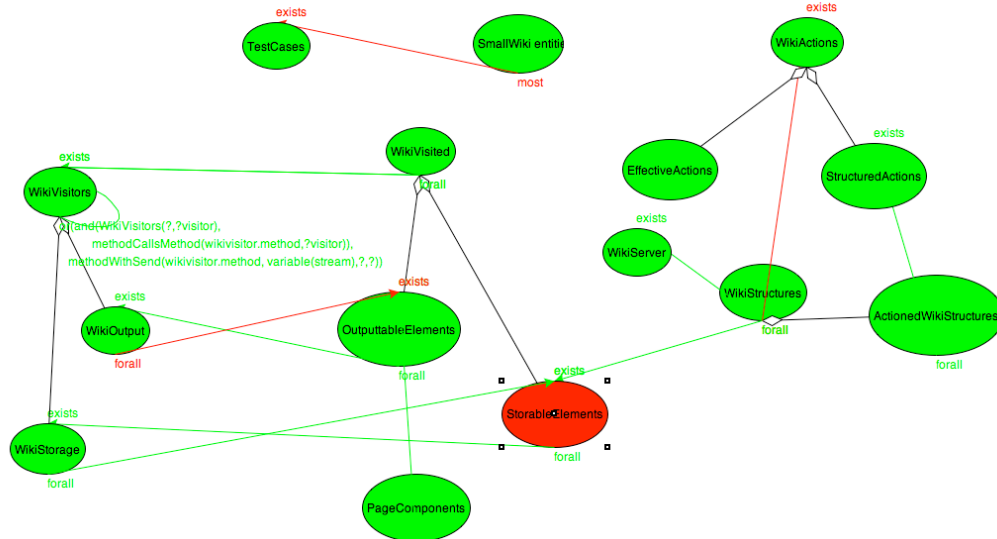 exists
TestCases
SmallWiki entitie
most
exists
WikiActions
exists
WikiVisitors
WikiVisited
forall
(and(WikiVisitors(?,?visitor),
methodCallsMethod(wikivisitor.method,?visitor)),
methodWithSend(wikivisitor.method, variable(stream),?,?))
EffectiveActions
exists
StructuredActions
exists
WikiServer
WikiStructures
forall
ActionedWikiStructures
forall
exists
WikiOutput
forall
exists
OutputtableElements
forall
exists
StorableElements
forall
exists
WikiStorage
forall
PageComponents